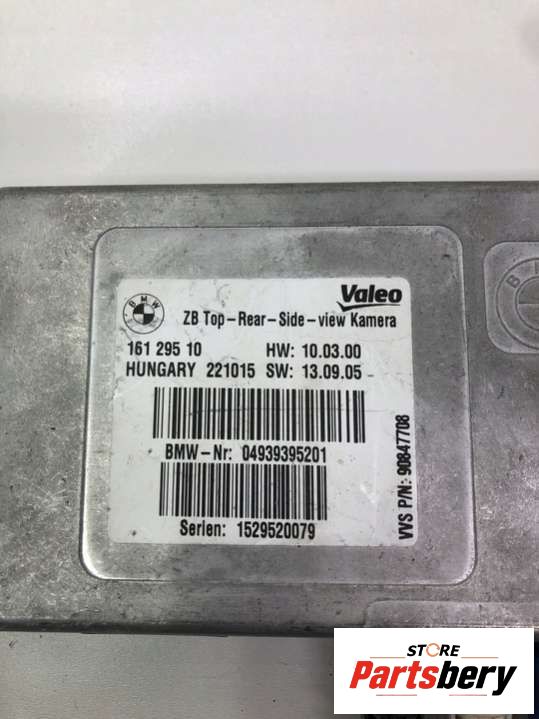 BMW
Valeo
ZB Top-Rear-Side-view Kamera
161 295 10 HW: 10.03.00
HUNGARY 221015 SW: 13.09.05
BMW-Nr: 04939395201
Serien: 1529520079
VVS P/N: 90847708
STORE
Partsbery